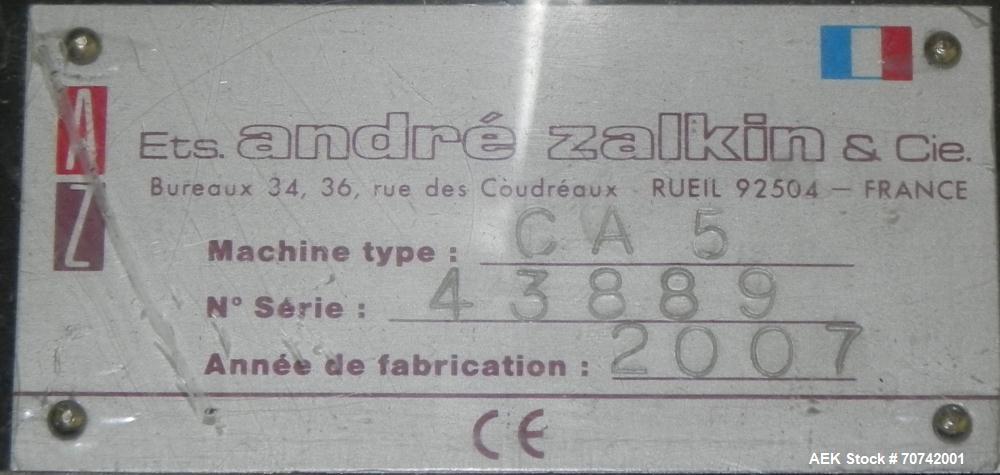 A
Z
Ets. andré zalkin & Cie.
Bureaux 34, 36, rue des Coudréaux RUEIL 92504 — FRANCE
Machine type : CA 5
N° Série : 43889
Année de fabrication : 2007
CE
AEK Stock # 70742001